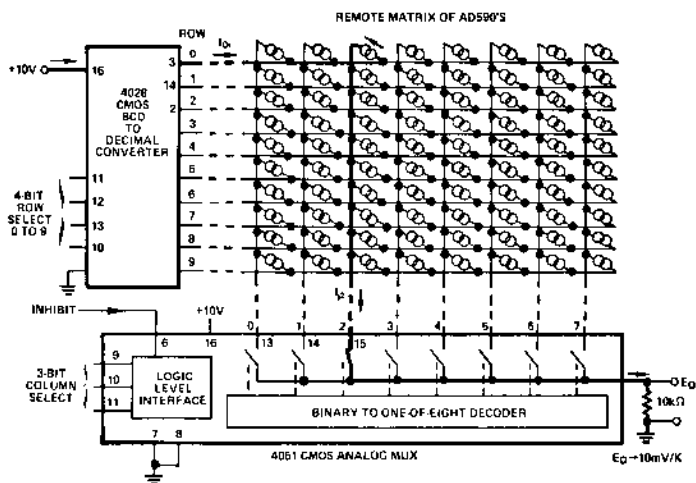 REMOTE MATRIX OF AD590'S
ROW
0
3
1
14
2
2
3
4
5
6
7
8
9
+10V
16
4028
CMOS
BCD
TO
DECIMAL
CONVERTER
11
12
13
10
4-BIT
ROW
SELECT
0 TO 9
INHIBIT
+10V
6
16
0
13
1
14
2
15
3
4
5
6
7
9
10
11
3-BIT
COLUMN
SELECT
LOGIC
LEVEL
INTERFACE
BINARY TO ONE-OF-EIGHT DECODER
7
8
4051 CMOS ANALOG MUX
10kΩ
EO→10mV/K
EO